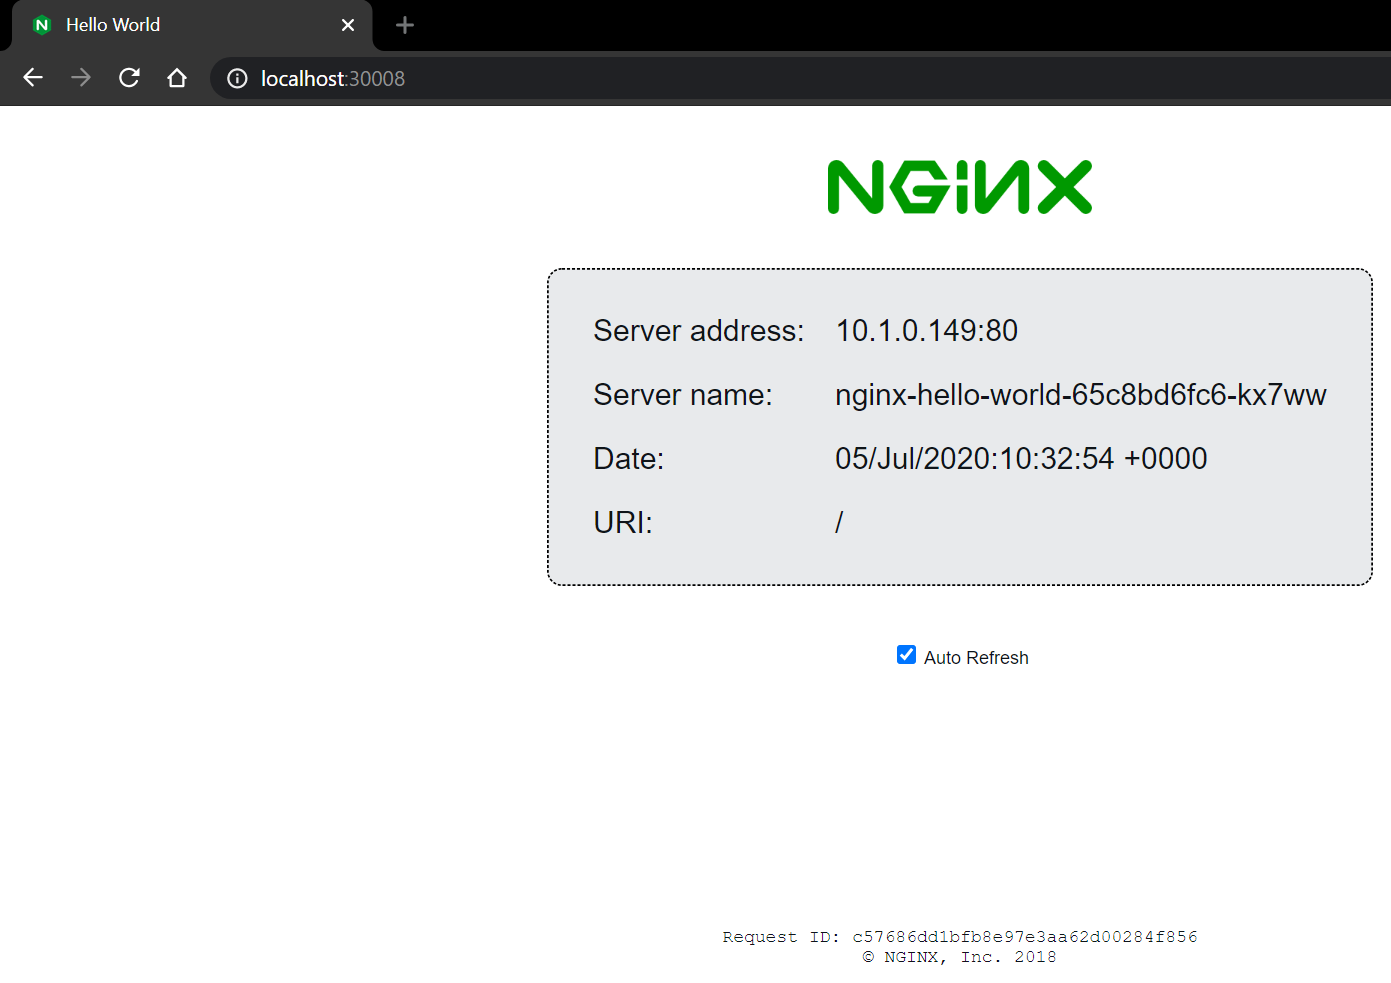 Hello World
localhost:30008
NGINX
Server address: 10.1.0.149:80
Server name: nginx-hello-world-65c8bd6fc6-kx7ww
Date: 05/Jul/2020:10:32:54 +0000
URI: /
Auto Refresh
Request ID: c57686dd1bfb8e97e3aa62d00284f856
© NGINX, Inc. 2018